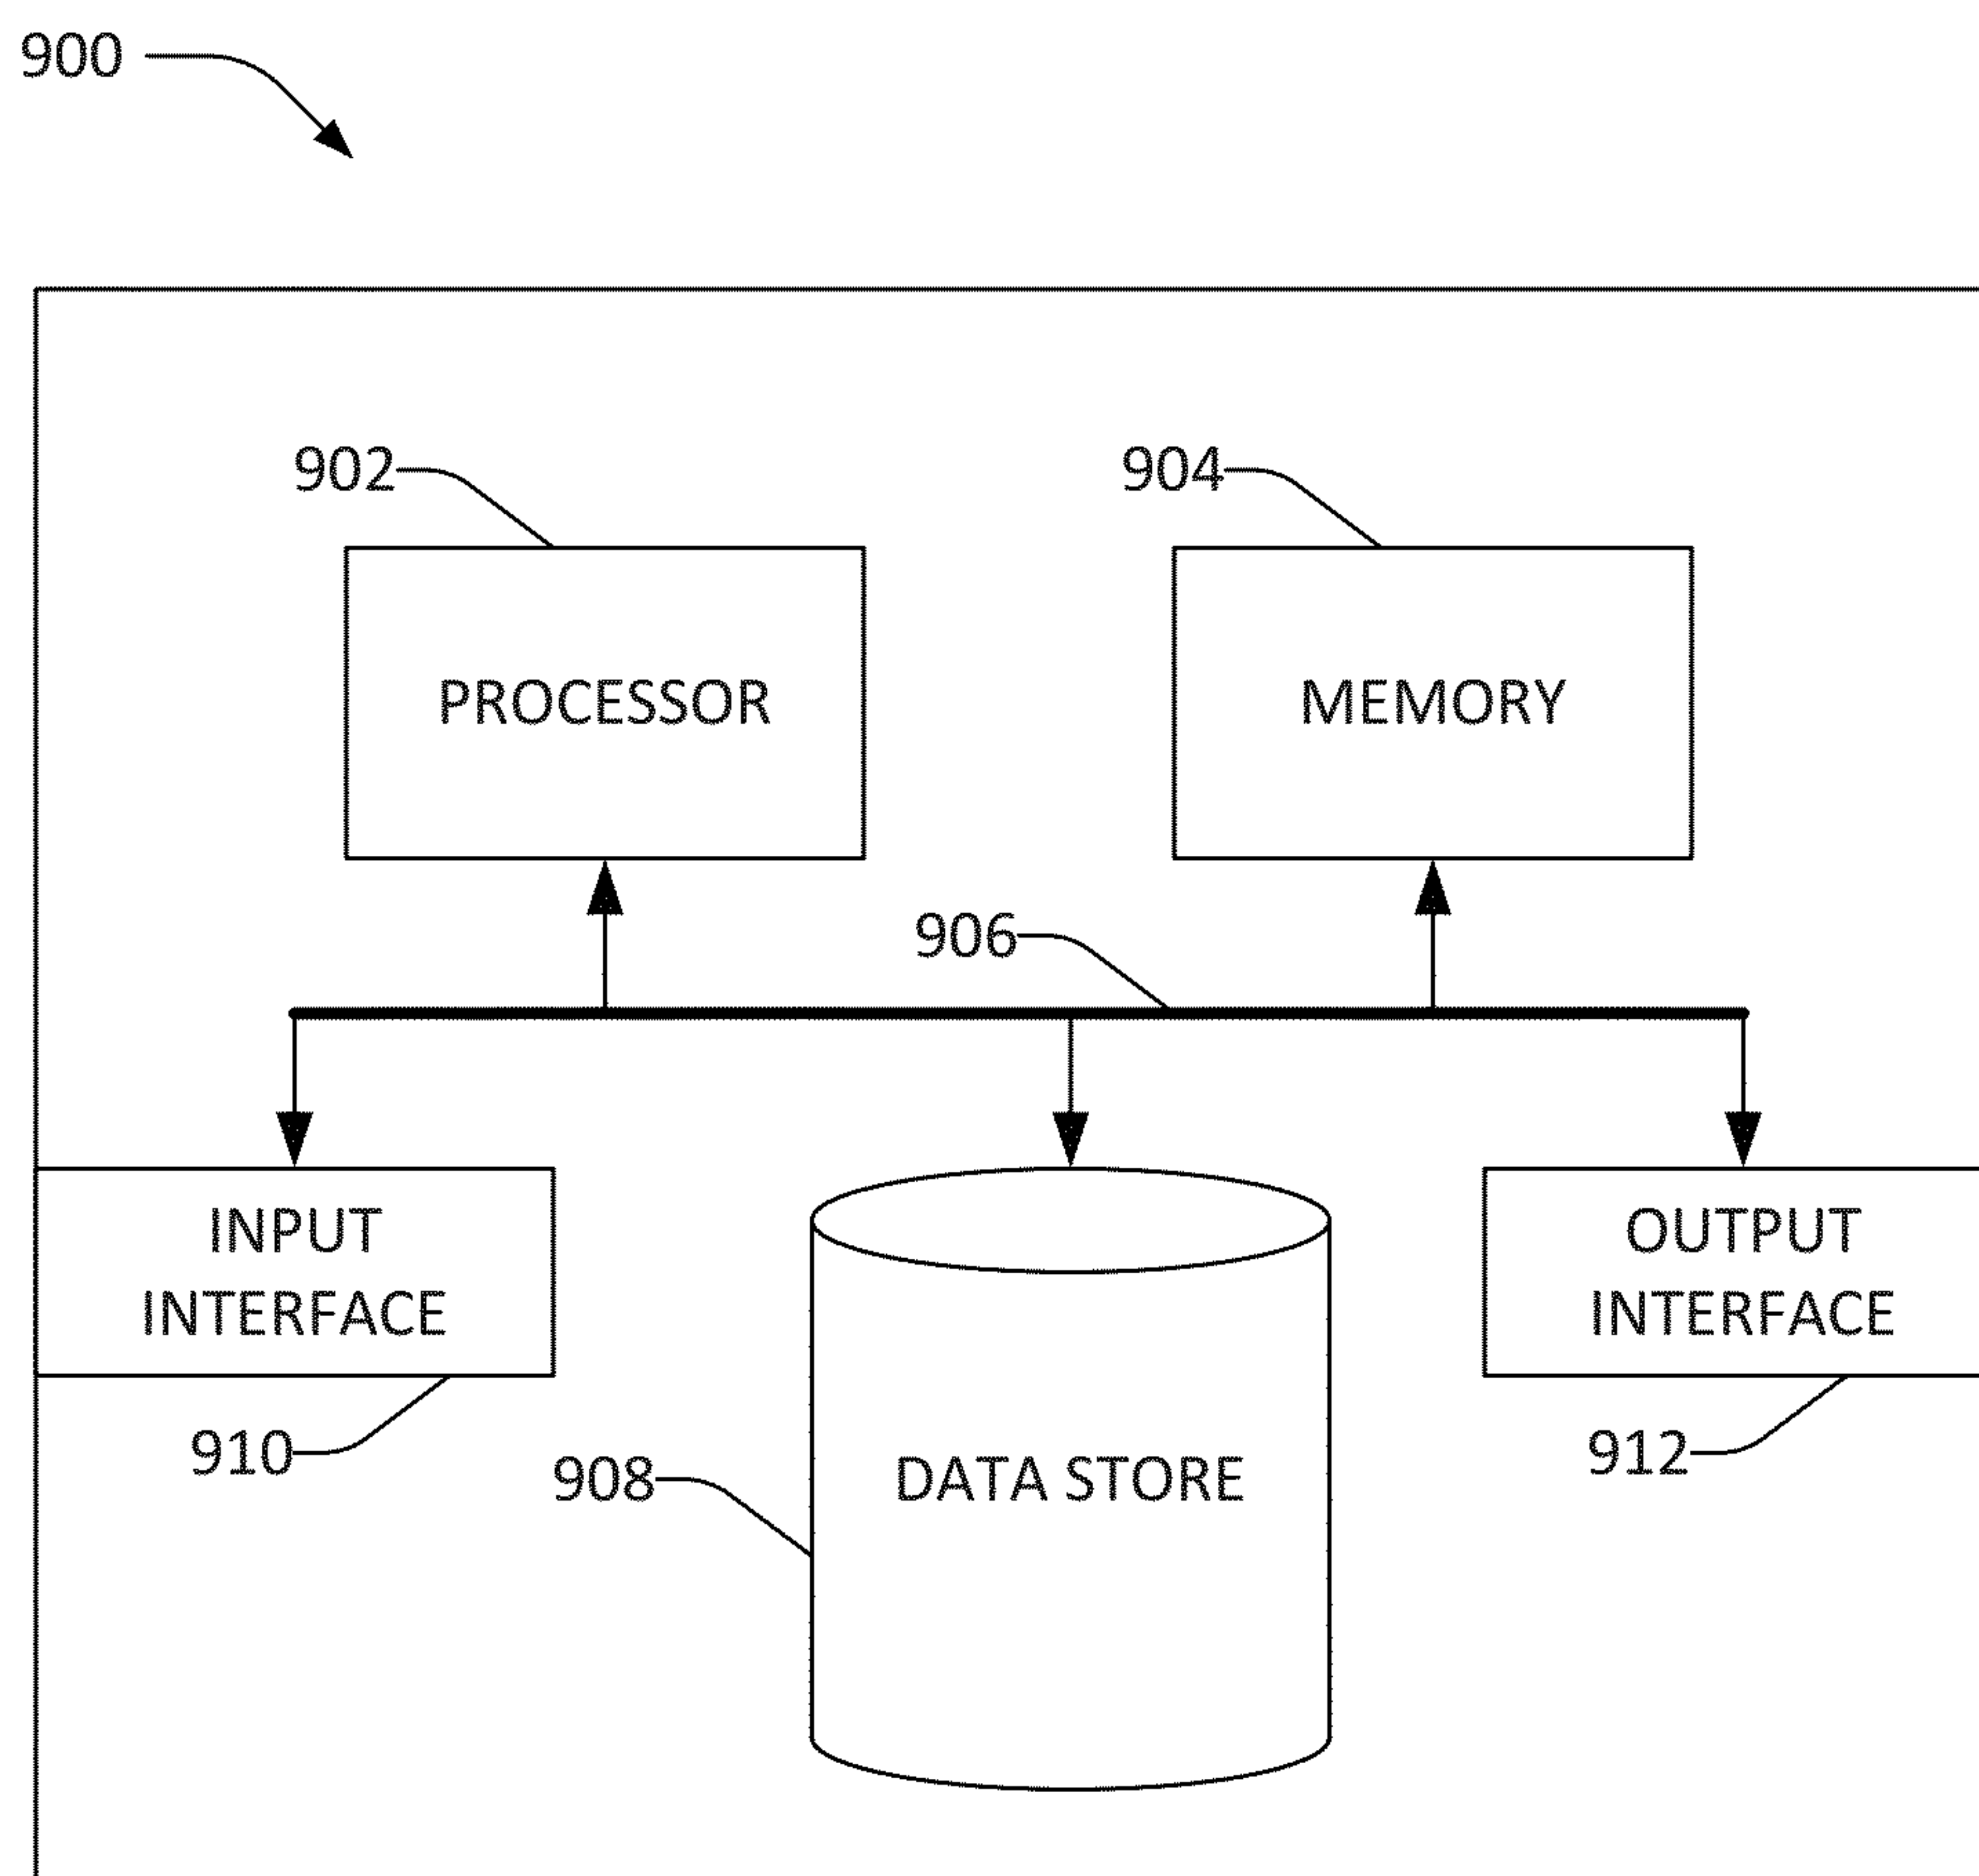 900
902
904
PROCESSOR
MEMORY
906
INPUT
INTERFACE
OUTPUT
INTERFACE
910
908
DATA STORE
912